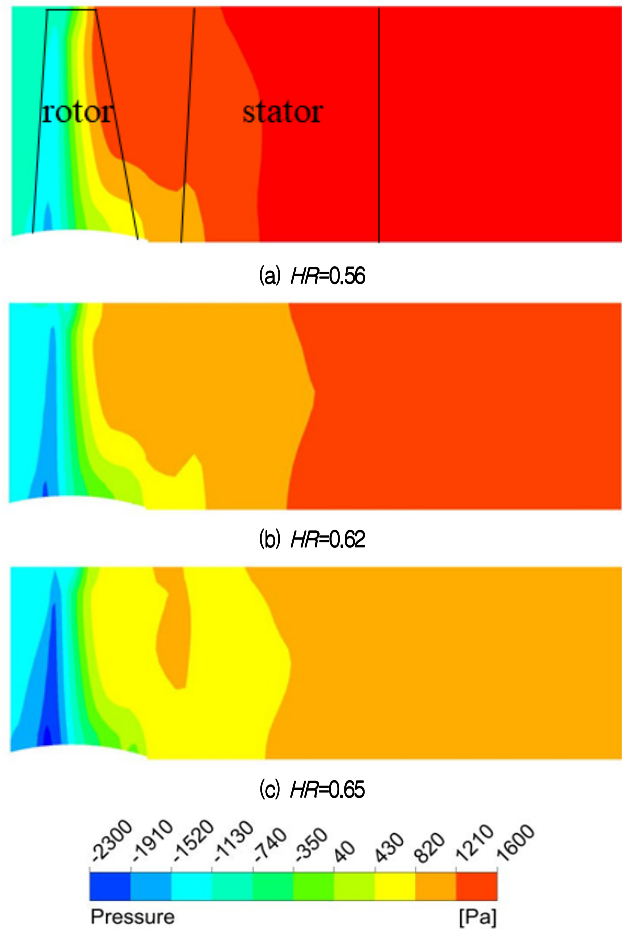 rotor stator
(a) HR=0.56
(b) HR=0.62
(c) HR=0.65
-2300 -1910 -1520 -1130 -740 -350 40 430 820 1210 1600
Pressure [Pa]